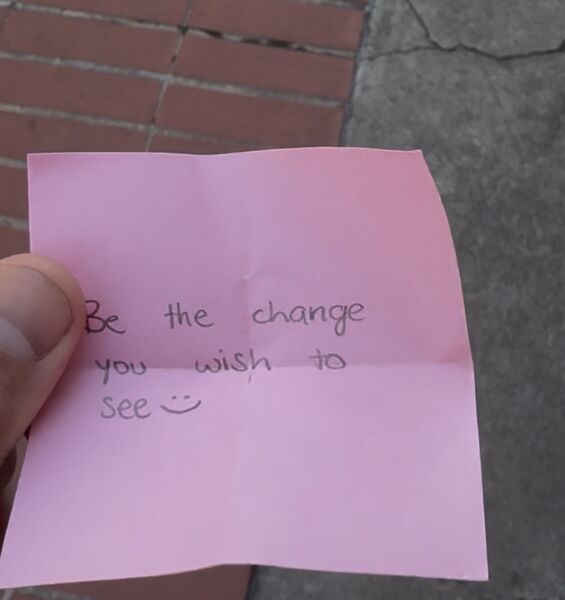 Be the change
you wish to
see :)